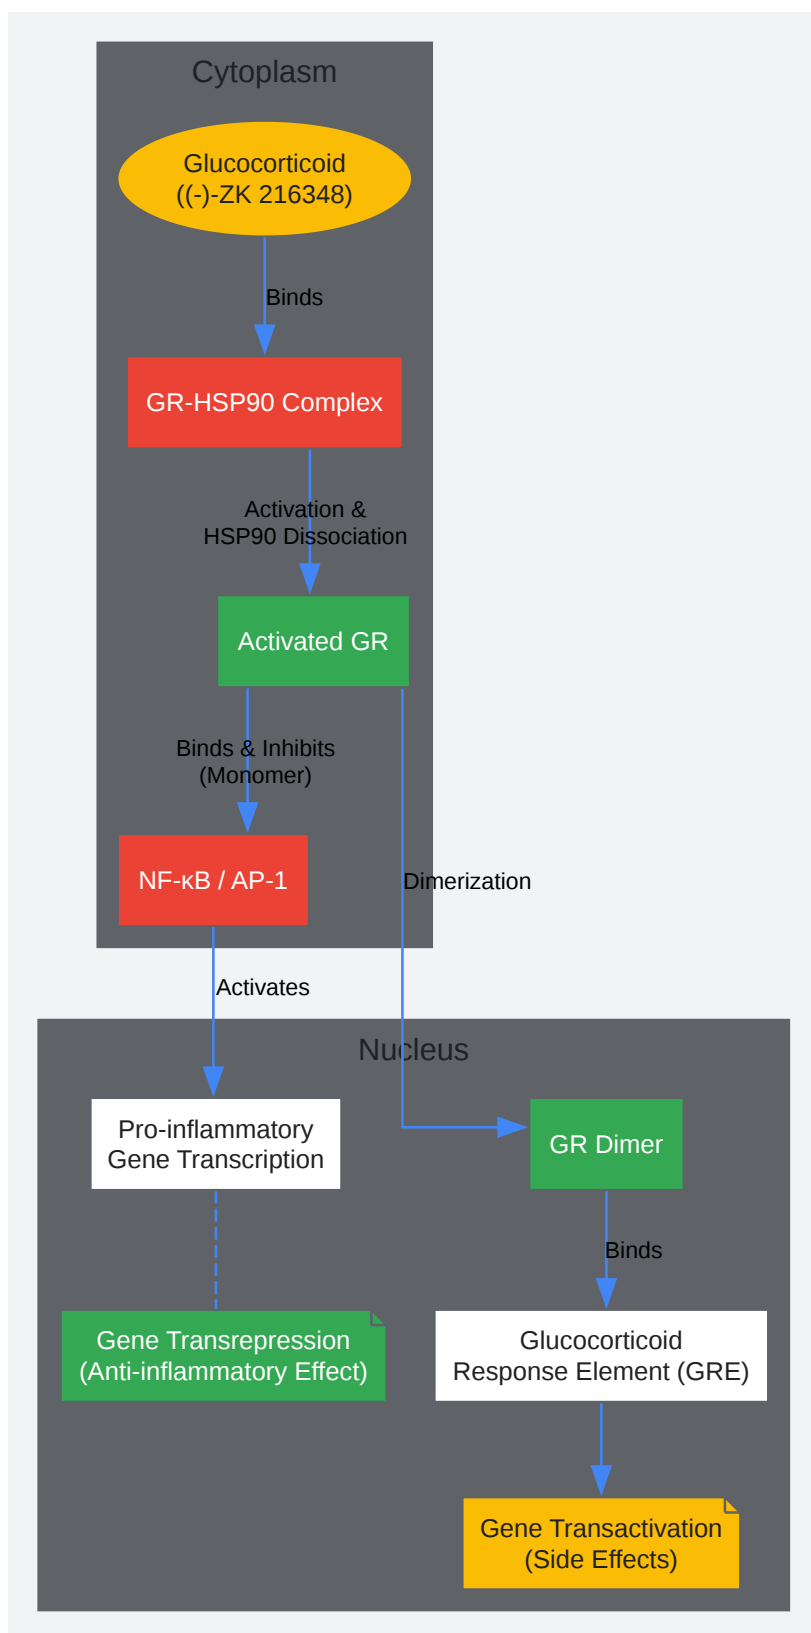 Cytoplasm
Glucocorticoid
((-)-ZK 216348)
Binds
GR-HSP90 Complex
Activation &
HSP90 Dissociation
Activated GR
Binds & Inhibits
(Monomer)
NF-κB / AP-1
Dimerization
Activates
Nucleus
Pro-inflammatory
Gene Transcription
GR Dimer
Binds
Gene Transrepression
(Anti-inflammatory Effect)
Glucocorticoid
Response Element (GRE)
Gene Transactivation
(Side Effects)